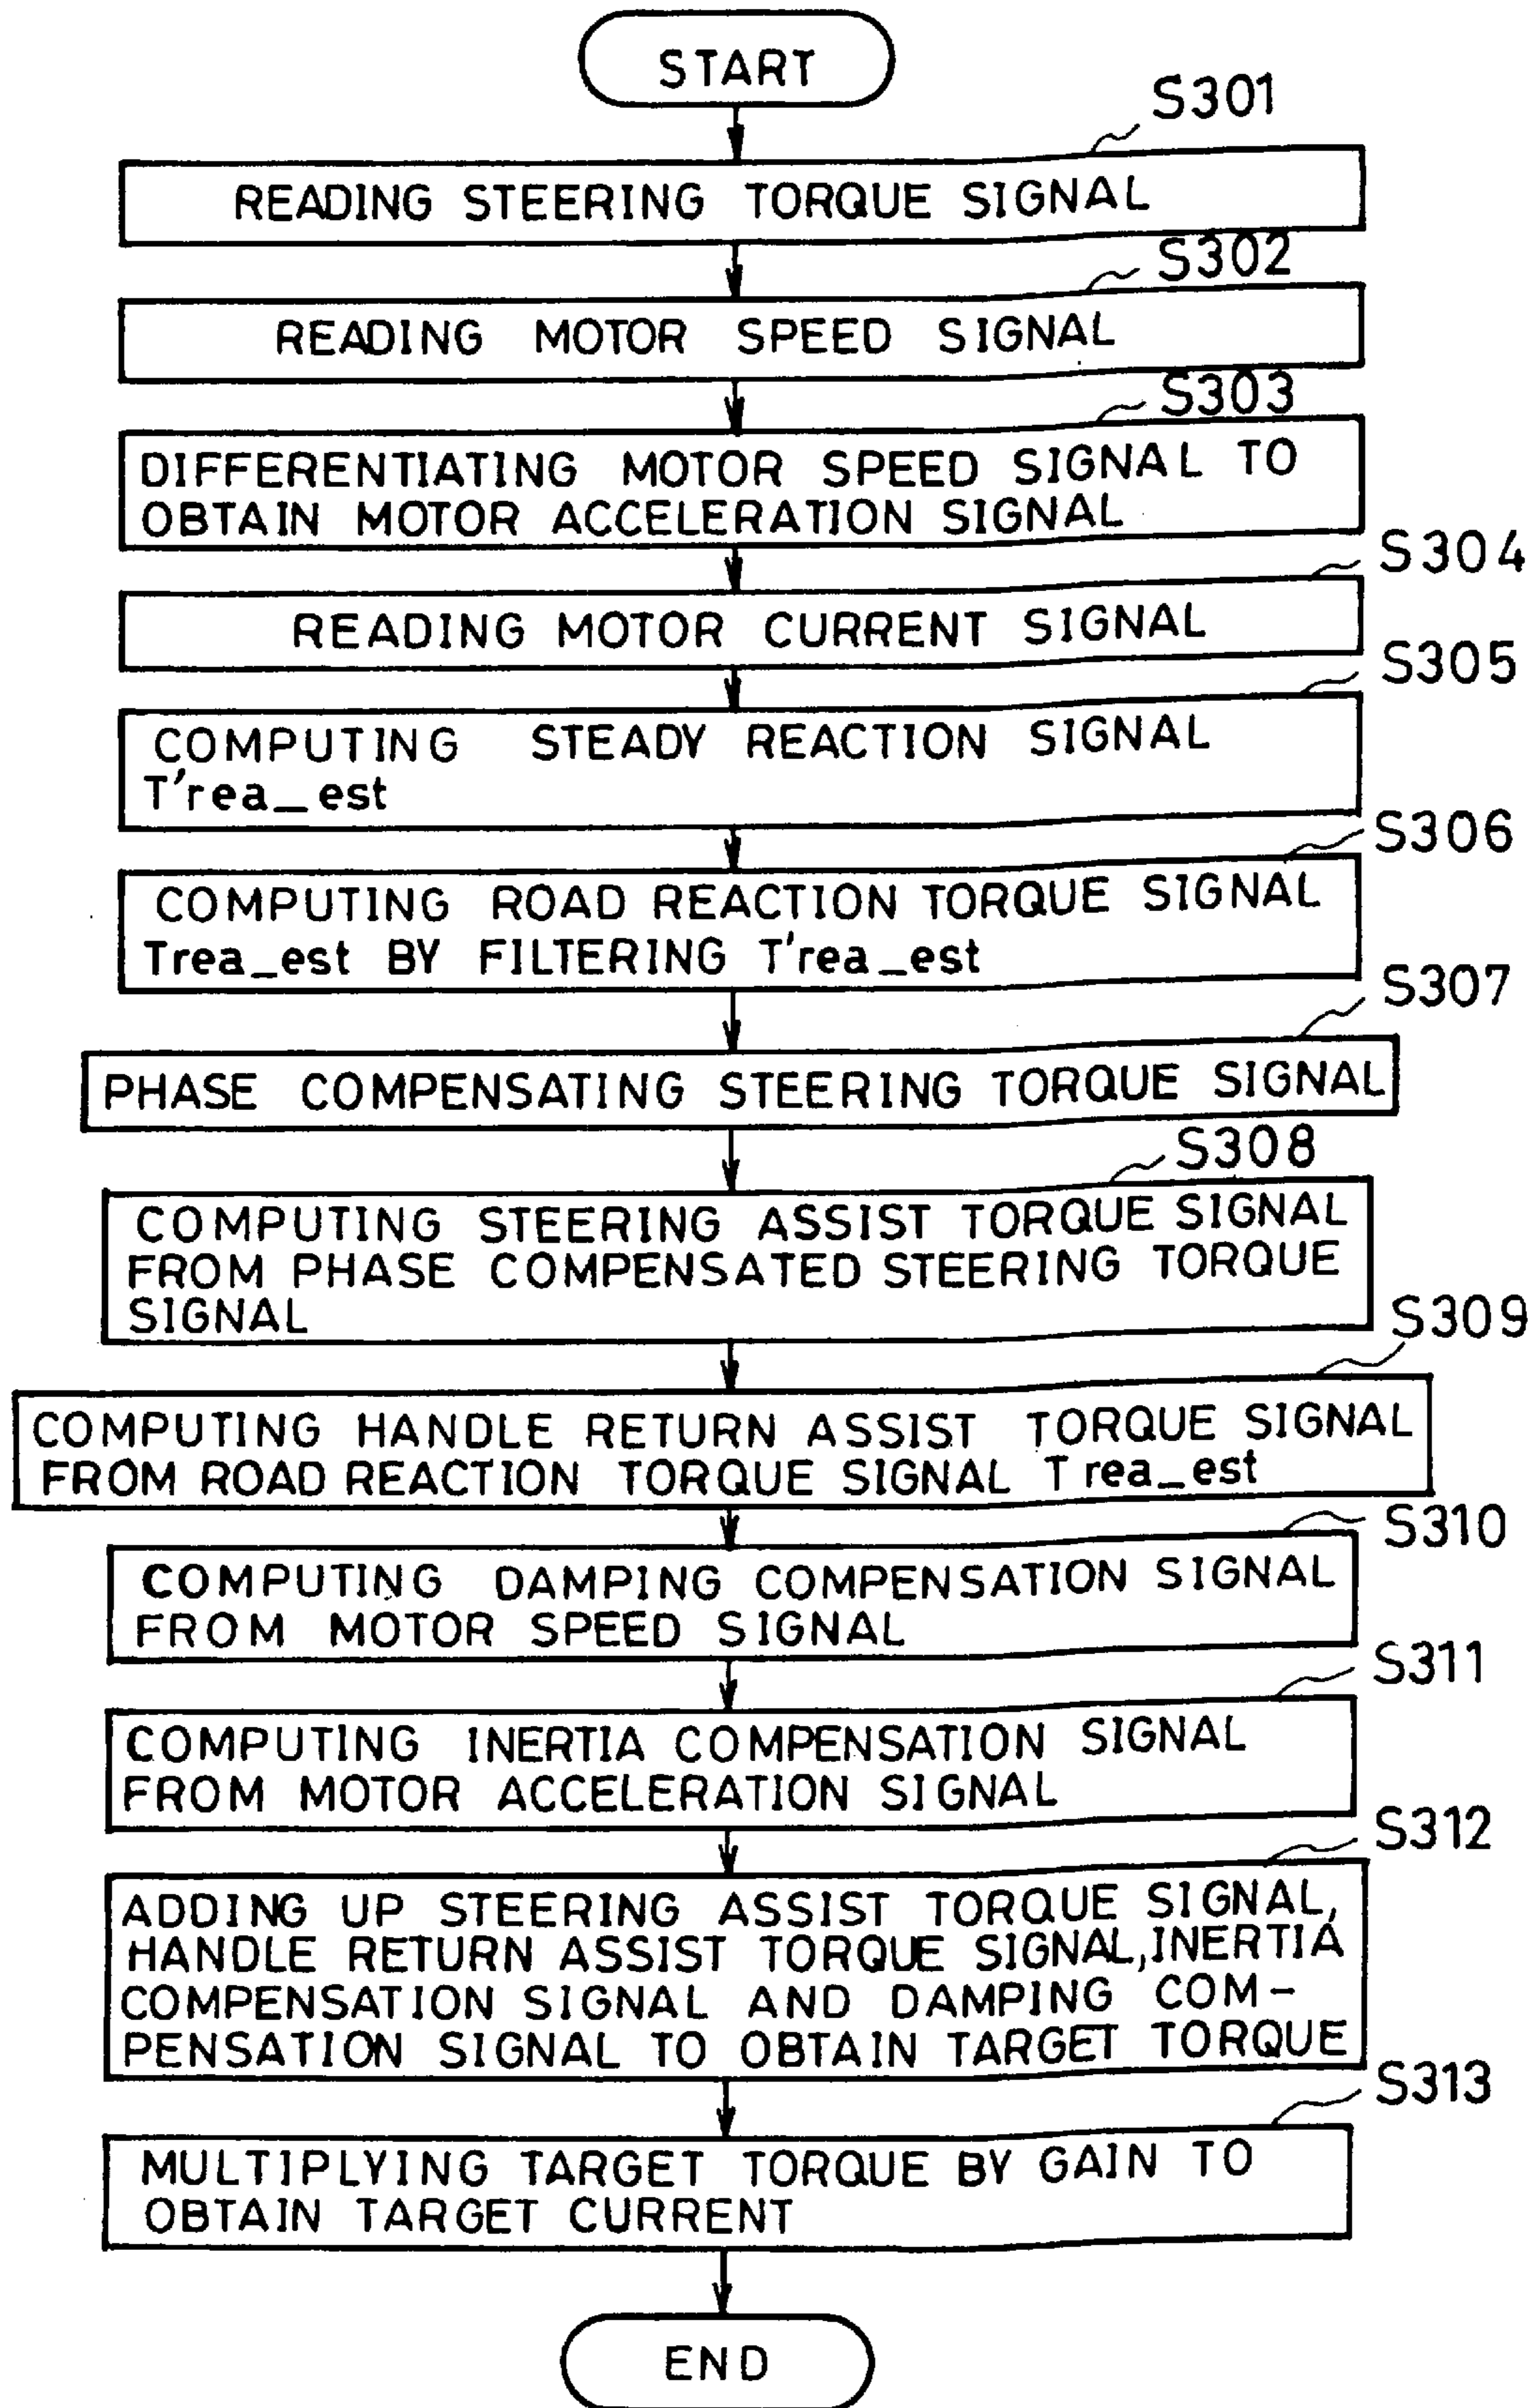 START
S301
READING STEERING TORQUE SIGNAL
S302
READING MOTOR SPEED SIGNAL
S303
DIFFERENTIATING MOTOR SPEED SIGNAL TO
OBTAIN MOTOR ACCELERATION SIGNAL
S304
READING MOTOR CURRENT SIGNAL
S305
COMPUTING STEADY REACTION SIGNAL
T'rea_est
S306
COMPUTING ROAD REACTION TORQUE SIGNAL
Trea_est BY FILTERING T'rea_est
S307
PHASE COMPENSATING STEERING TORQUE SIGNAL
S308
COMPUTING STEERING ASSIST TORQUE SIGNAL
FROM PHASE COMPENSATED STEERING TORQUE
SIGNAL
S309
COMPUTING HANDLE RETURN ASSIST TORQUE SIGNAL
FROM ROAD REACTION TORQUE SIGNAL Trea_est
S310
COMPUTING DAMPING COMPENSATION SIGNAL
FROM MOTOR SPEED SIGNAL
S311
COMPUTING INERTIA COMPENSATION SIGNAL
FROM MOTOR ACCELERATION SIGNAL
S312
ADDING UP STEERING ASSIST TORQUE SIGNAL,
HANDLE RETURN ASSIST TORQUE SIGNAL, INERTIA
COMPENSATION SIGNAL AND DAMPING COM-
PENSATION SIGNAL TO OBTAIN TARGET TORQUE
S313
MULTIPLYING TARGET TORQUE BY GAIN TO
OBTAIN TARGET CURRENT
END